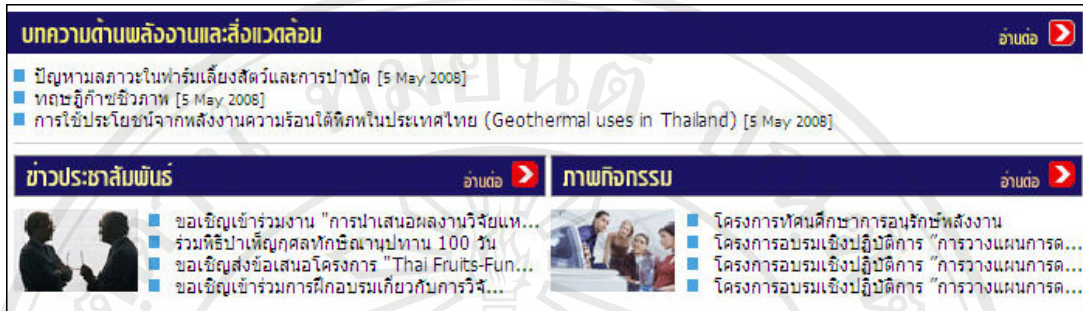 บทความด้านพลังงานและสิ่งแวดล้อม
อ่านต่อ
ปัญหามลภาวะในฟาร์มเลี้ยงสัตว์และการบำบัด [5 May 2008]
ทฤษฎีก๊าซชีวภาพ [5 May 2008]
การใช้ประโยชน์จากพลังงานความร้อนใต้พิภพในประเทศไทย (Geothermal uses in Thailand) [5 May 2008]
ข่าวประชาสัมพันธ์
อ่านต่อ
ขอเชิญเข้าร่วมงาน "การนำเสนอผลงานวิจัยแห...
ร่วมพิธีบำเพ็ญกุศลทักษิณานุปทาน 100 วัน
ขอเชิญส่งข้อเสนอโครงการ "Thai Fruits-Fun...
ขอเชิญเข้าร่วมการฝึกอบรมเกี่ยวกับการวิจั...
ภาพกิจกรรม
อ่านต่อ
โครงการทัศนศึกษาการอนุรักษ์พลังงาน
โครงการอบรมเชิงปฏิบัติการ "การวางแผนการด...
โครงการอบรมเชิงปฏิบัติการ "การวางแผนการด...
โครงการอบรมเชิงปฏิบัติการ "การวางแผนการด...